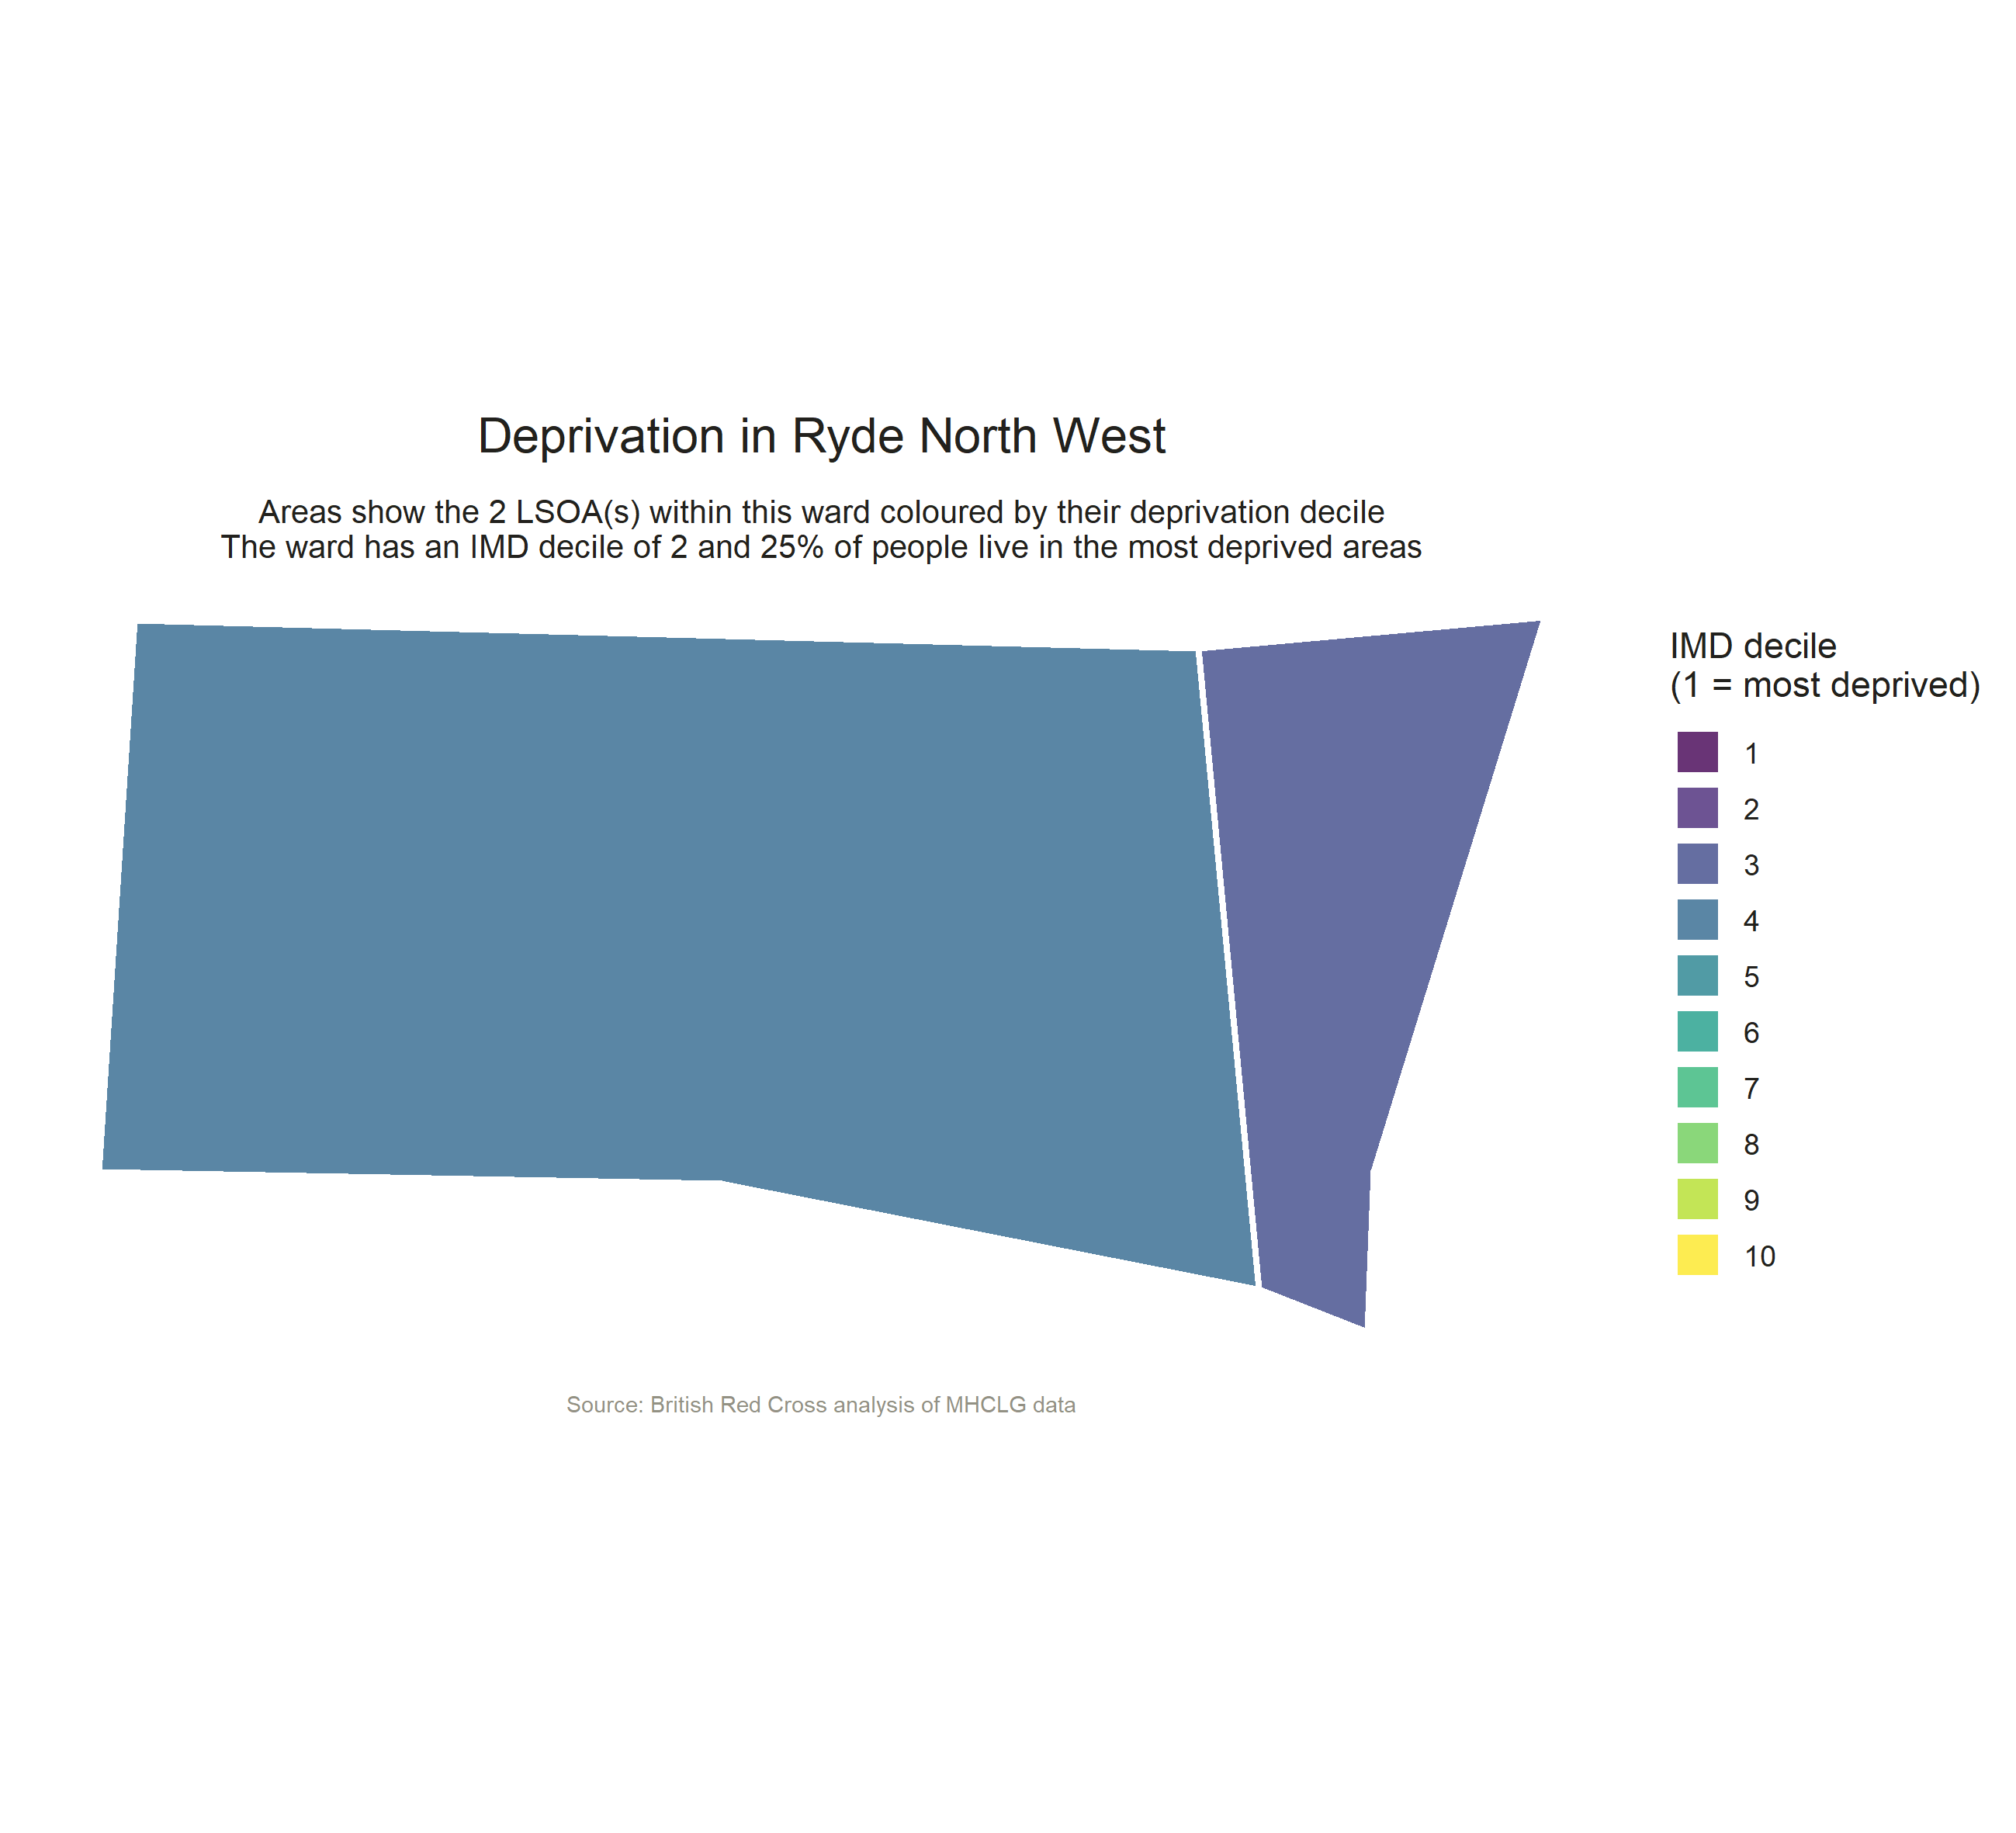 Deprivation in Ryde North West
Areas show the 2 LSOA(s) within this ward coloured by their deprivation decile
The ward has an IMD decile of 2 and 25% of people live in the most deprived areas
IMD decile
(1 = most deprived)
1
2
3
4
5
6
7
8
9
10
Source: British Red Cross analysis of MHCLG data